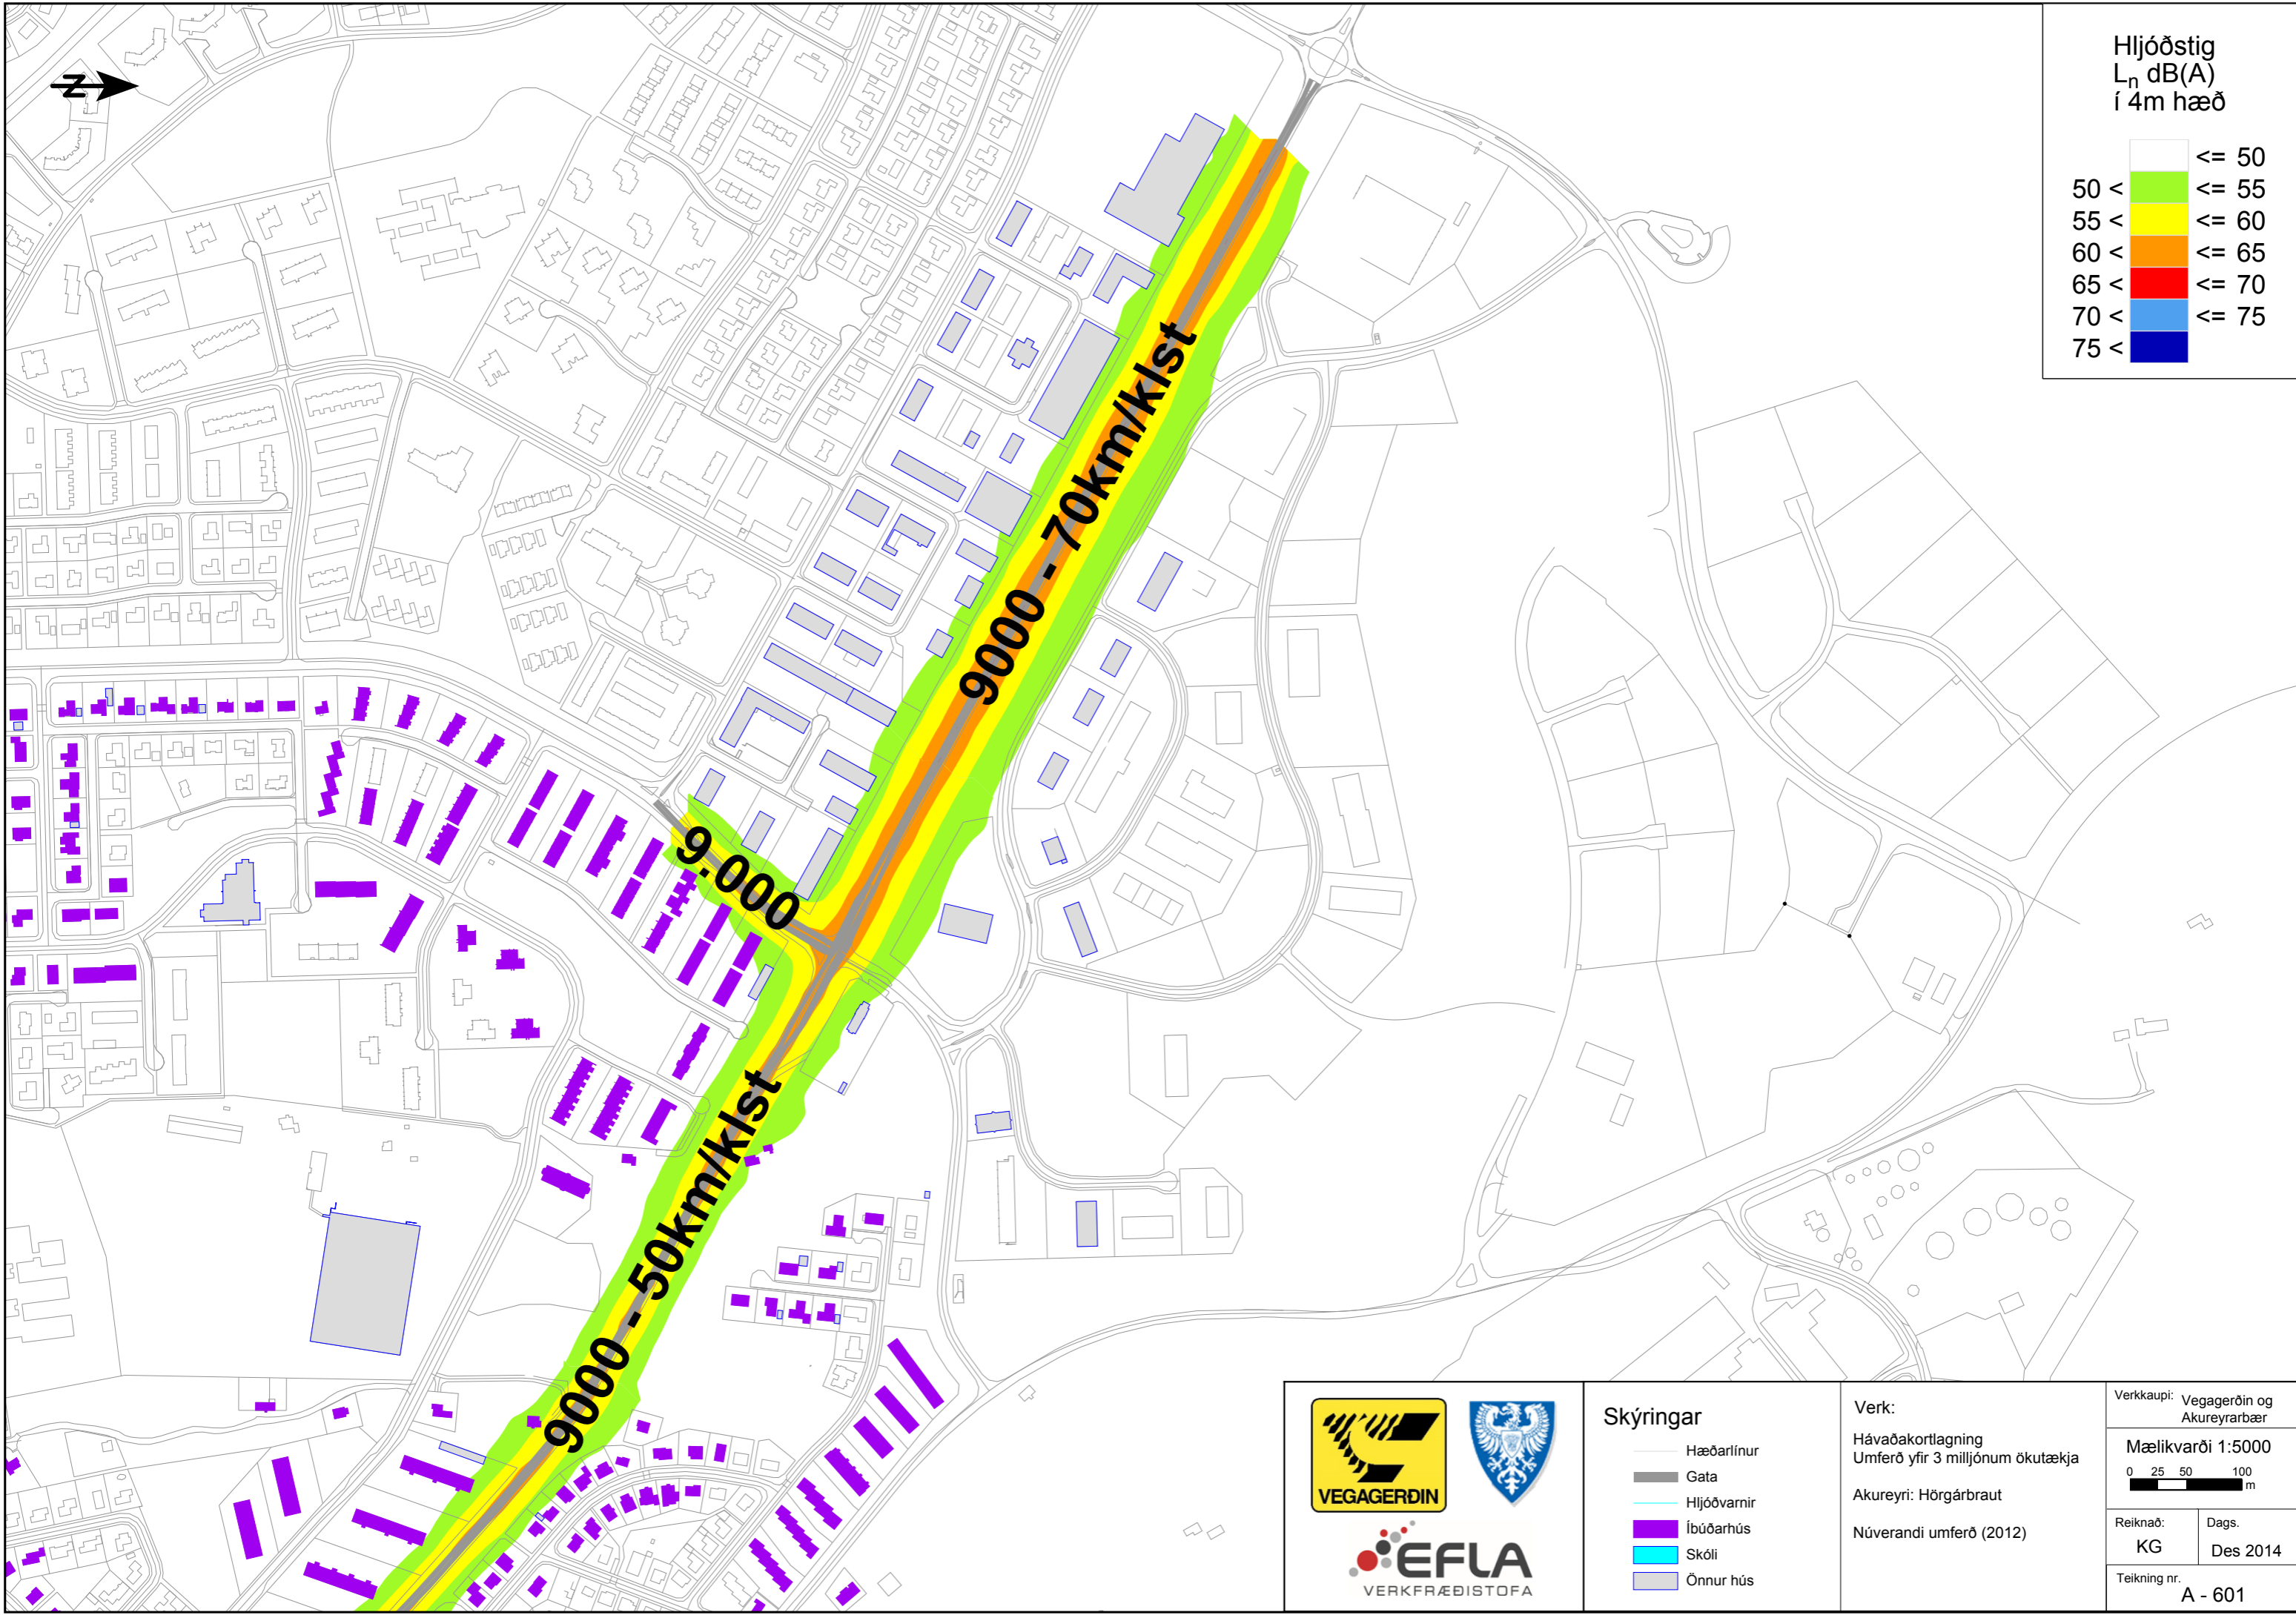 Z
Hljóðstig
Ln dB(A)
í 4m hæð
<= 50
50 < <= 55
55 < <= 60
60 < <= 65
65 < <= 70
70 < <= 75
75 <
9000 - 70km/klst
9.000
9000 - 50km/klst
VEGAGERÐIN
EFLA
VERKFRÆÐISTOFA
Skýringar
Hæðarlínur
Gata
Hljóðvarnir
Íbúðarhús
Skóli
Önnur hús
Verk:
Hávaðakortlagning
Umferð yfir 3 milljónum ökutækja
Akureyri: Hörgárbraut
Núverandi umferð (2012)
Verkkaupi: Vegagerðin og
Akureyrarbær
Mælikvarði 1:5000
0 25 50 100
m
Reiknað:
KG
Dags.
Des 2014
Teikning nr.
A - 601